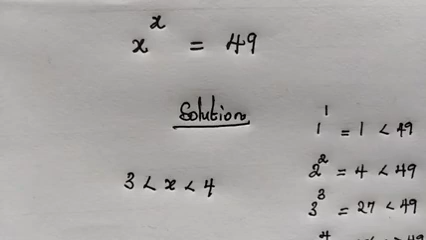 x^x = 49
Solution
1^1 = 1 < 49
2^2 = 4 < 49
3^3 = 27 < 49
3 < x < 4